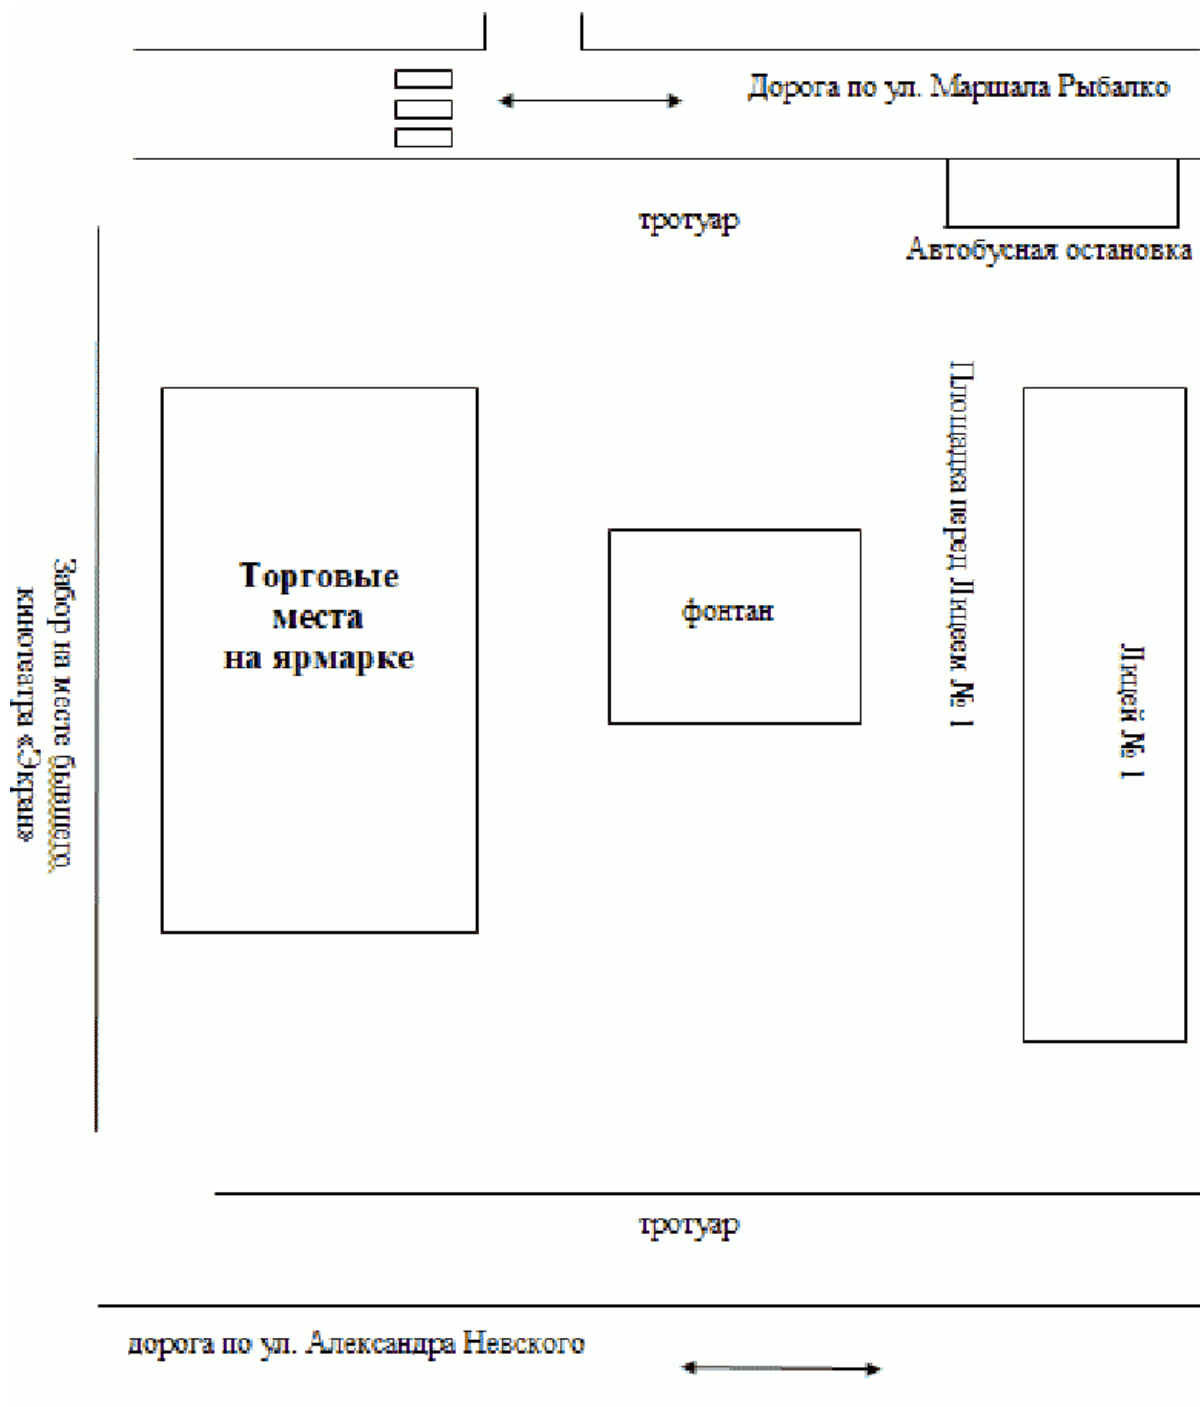 Дорога по ул. Маршала Рыбалко
тротуар
Автобусная остановка
Площадка перед Лицеем № 1
Торговые
места
на ярмарке
фонтан
Забор на месте бывшего
кинотеатра «Экран»
Лицей № 1
тротуар
дорога по ул. Александра Невского